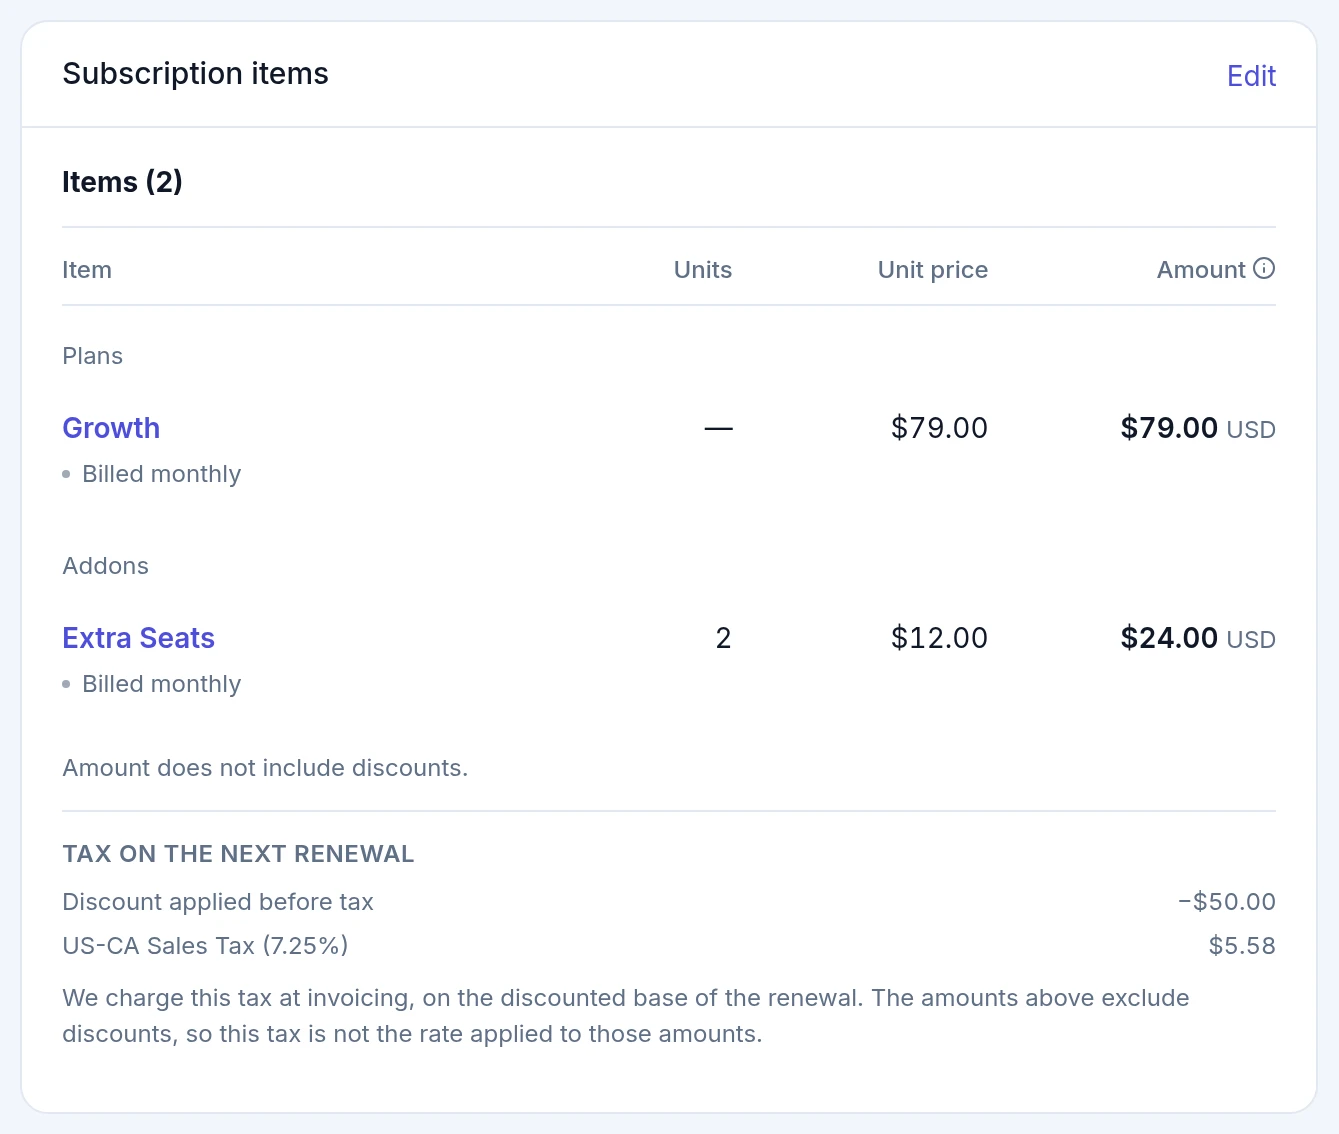 Subscription items
Edit
Items (2)
Item Units Unit price Amount
Plans
Growth — $79.00 $79.00 USD
Billed monthly
Addons
Extra Seats 2 $12.00 $24.00 USD
Billed monthly
Amount does not include discounts.
TAX ON THE NEXT RENEWAL
Discount applied before tax −$50.00
US-CA Sales Tax (7.25%) $5.58
We charge this tax at invoicing, on the discounted base of the renewal. The amounts above exclude
discounts, so this tax is not the rate applied to those amounts.